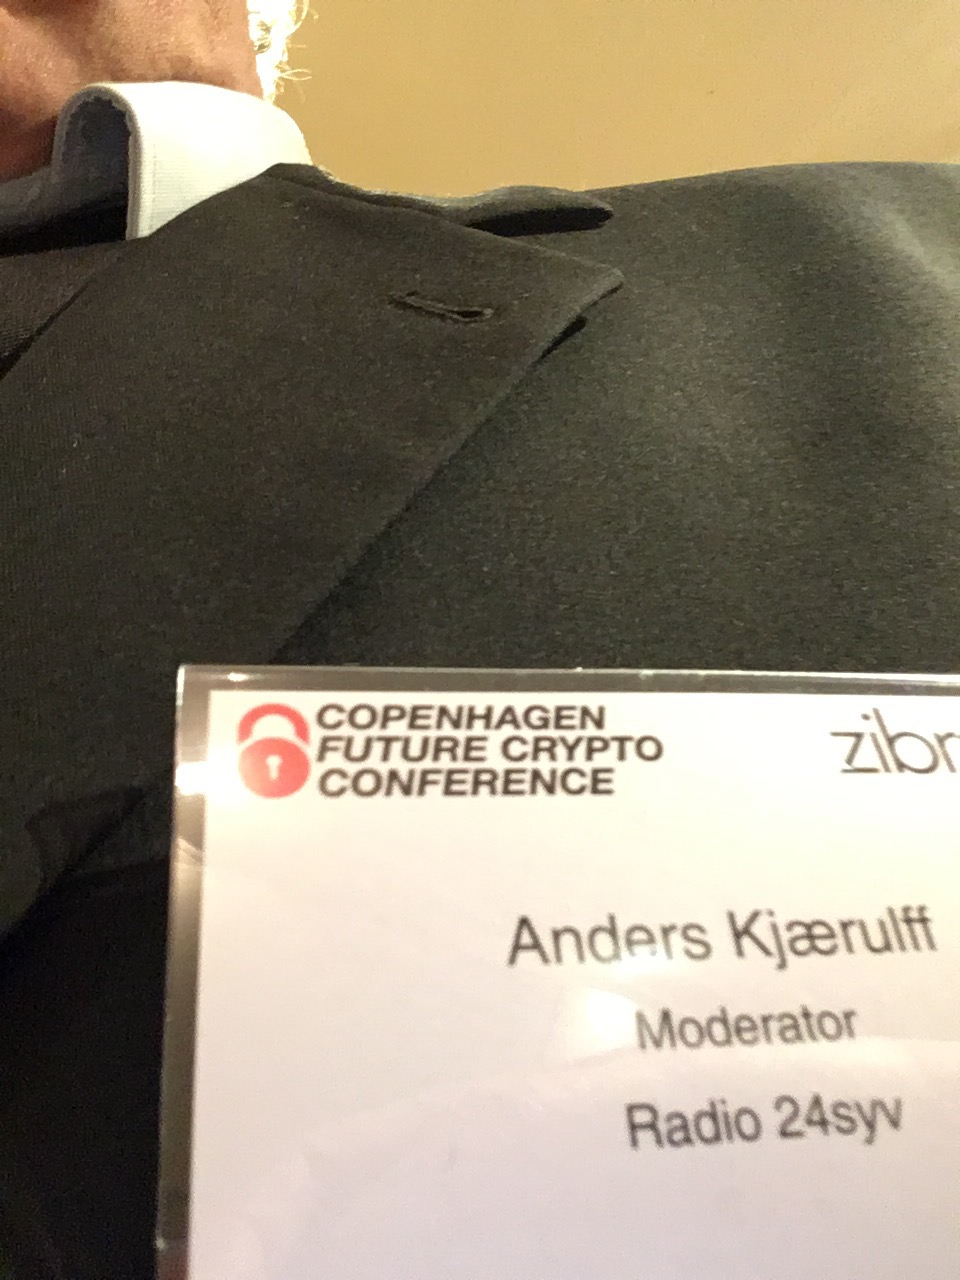 COPENHAGEN
FUTURE CRYPTO
CONFERENCE
Anders Kjærulff
Moderator
Radio 24syv